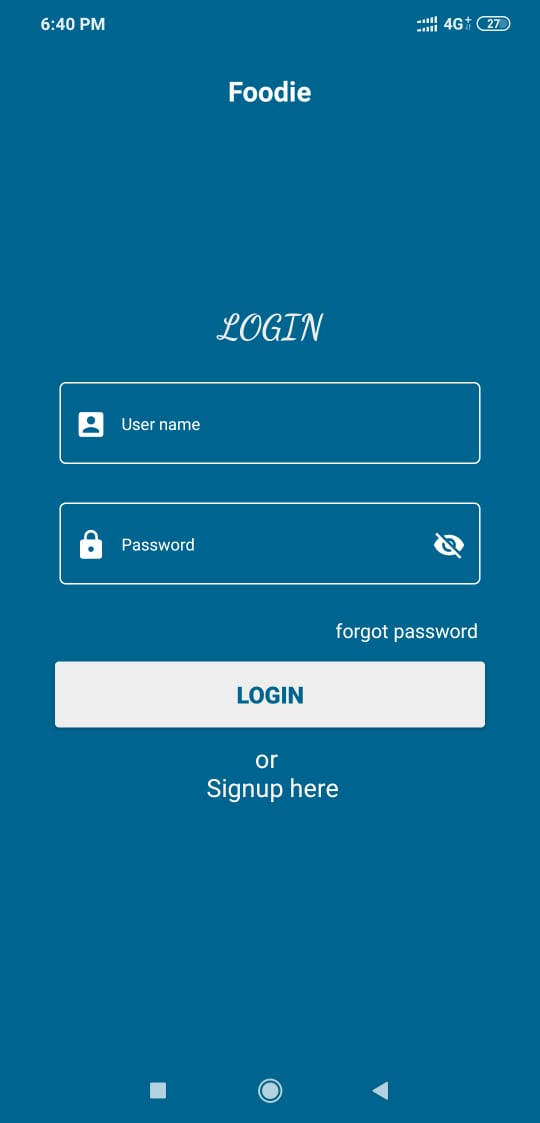 6:40 PM 4G+ 27
Foodie
LOGIN
User name
Password
forgot password
LOGIN
or
Signup here